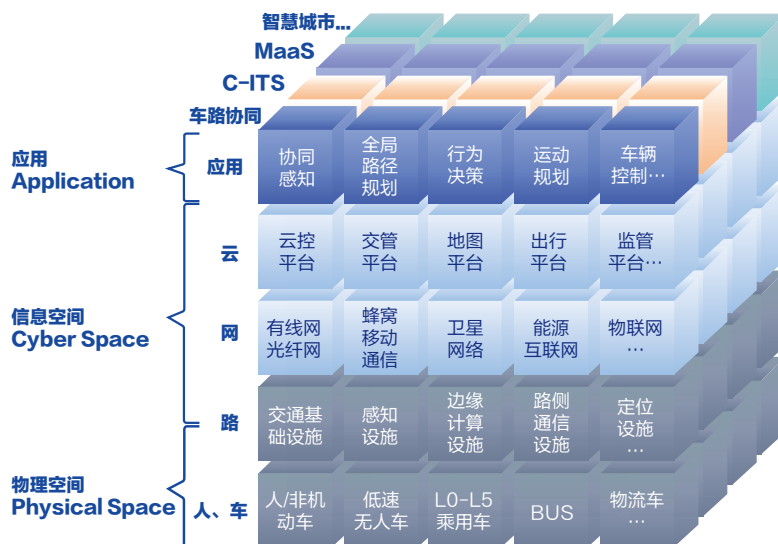 智慧城市...
MaaS
C-ITS
车路协同
应用
Application
应用
协同
感知
全局
路径
规划
行为
决策
运动
规划
车辆
控制…
云
云控
平台
交管
平台
地图
平台
出行
平台
监管
平台…
信息空间
Cyber Space
网
有线网
光纤网
蜂窝
移动
通信
卫星
网络
能源
互联网
物联网
…
路
交通基
础设施
感知
设施
边缘
计算
设施
路侧
通信
设施
定位
设施
…
物理空间
Physical Space
人、车
人/非机
动车
低速
无人车
L0-L5
乘用车
BUS
物流车
…